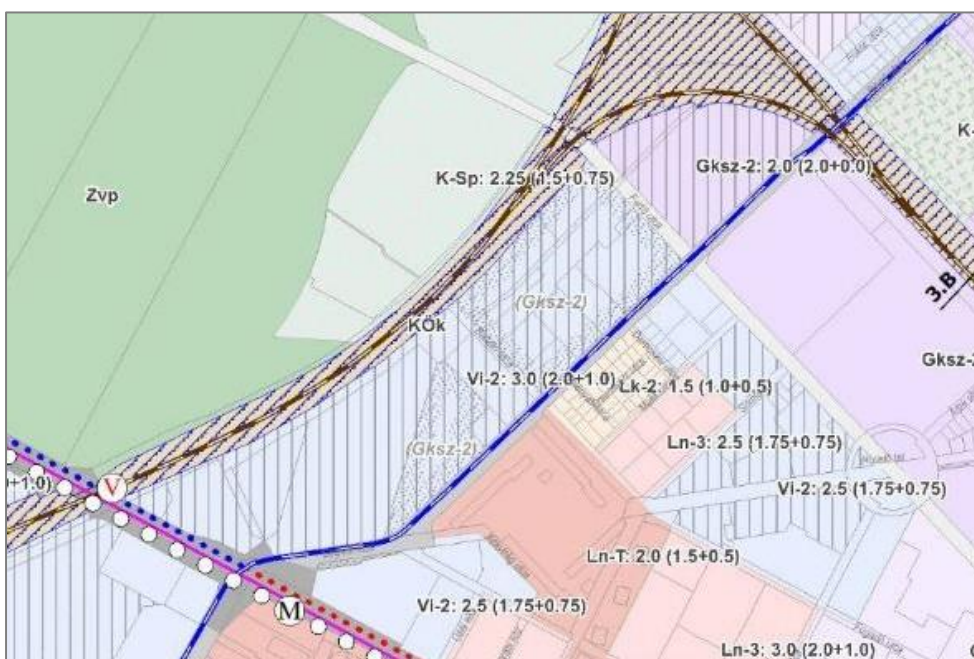 Zvp
K-Sp: 2.25 (1.5+0.75)
Gksz-2: 2.0 (2.0+0.0)
K-
3.B
(Gksz-2)
KÖk
Gksz-2
Vi-2: 3.0 (2.0+1.0)
Lk-2: 1.5 (1.0+0.5)
(Gksz-2)
Ln-3: 2.5 (1.75+0.75)
Vi-2: 2.5 (1.75+0.75)
+1.0)
V
Ln-T: 2.0 (1.5+0.5)
M
Vi-2: 2.5 (1.75+0.75)
Ln-3: 3.0 (2.0+1.0)